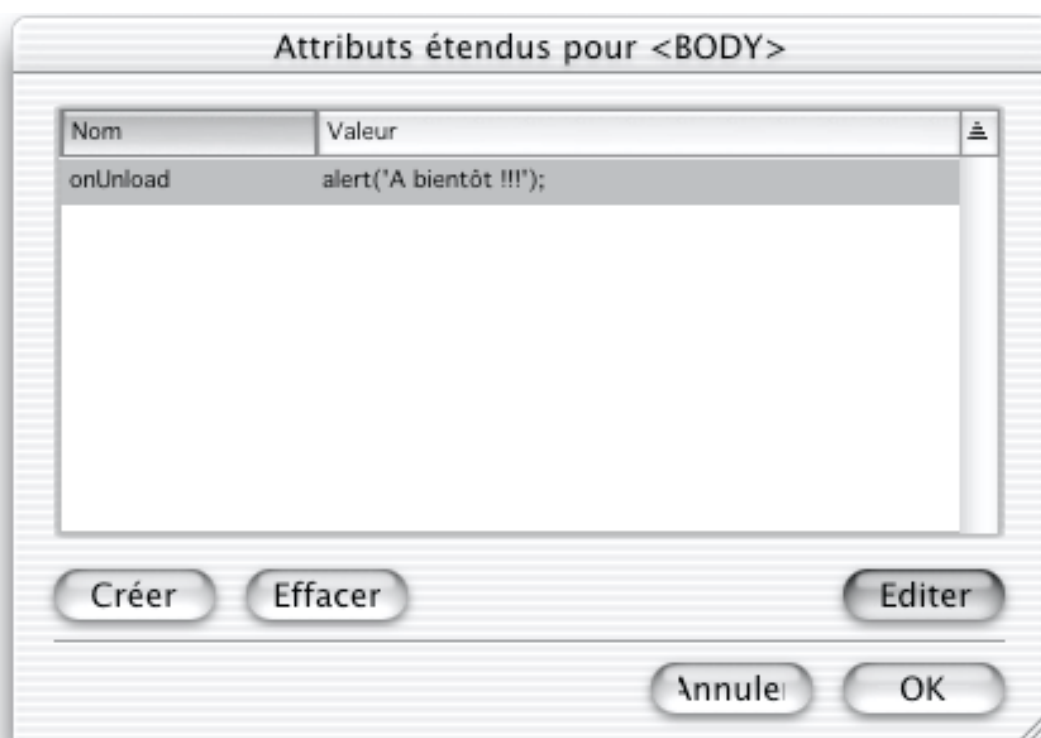 Attributs étendus pour <BODY>
Nom Valeur
onUnload alert("A bientôt !!!");
Créer Effacer Editer
Annuler OK